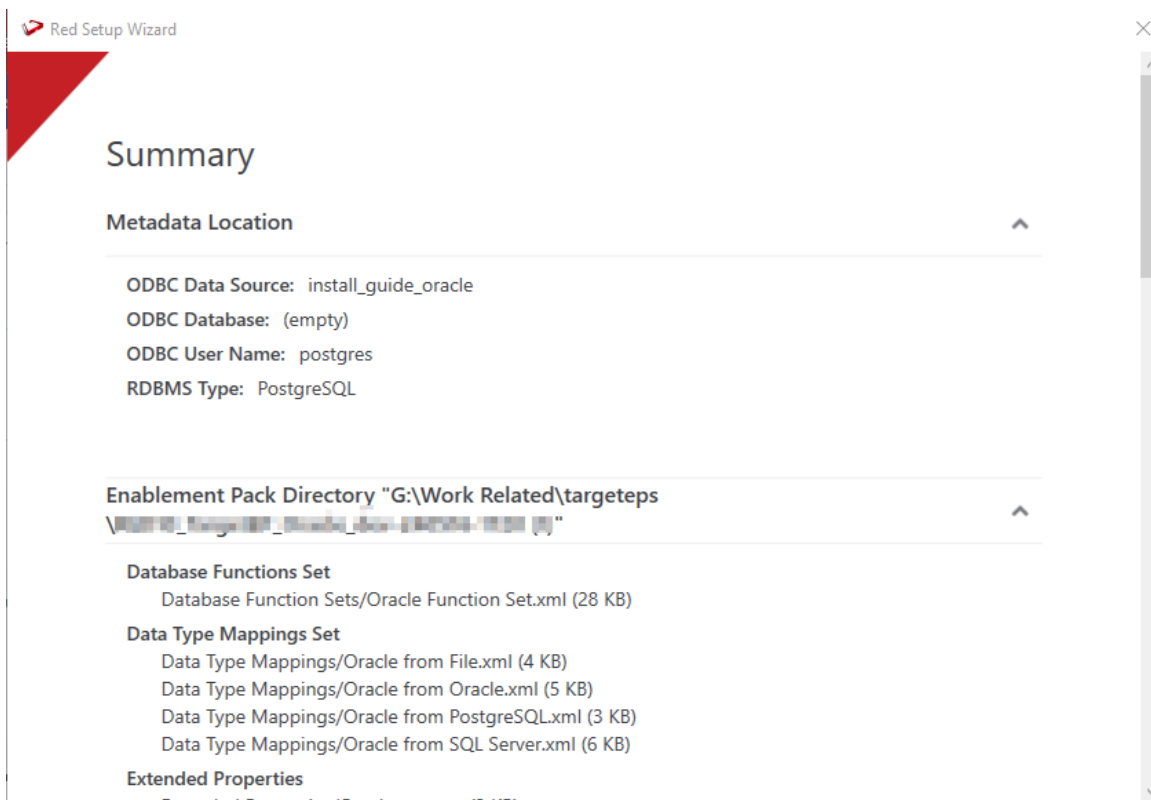 Red Setup Wizard
Summary
Metadata Location
ODBC Data Source: install_guide_oracle
ODBC Database: (empty)
ODBC User Name: postgres
RDBMS Type: PostgreSQL
Enablement Pack Directory "G:\Work Related\targeteps
\ "
Database Functions Set
Database Function Sets/Oracle Function Set.xml (28 KB)
Data Type Mappings Set
Data Type Mappings/Oracle from File.xml (4 KB)
Data Type Mappings/Oracle from Oracle.xml (5 KB)
Data Type Mappings/Oracle from PostgreSQL.xml (3 KB)
Data Type Mappings/Oracle from SQL Server.xml (6 KB)
Extended Properties